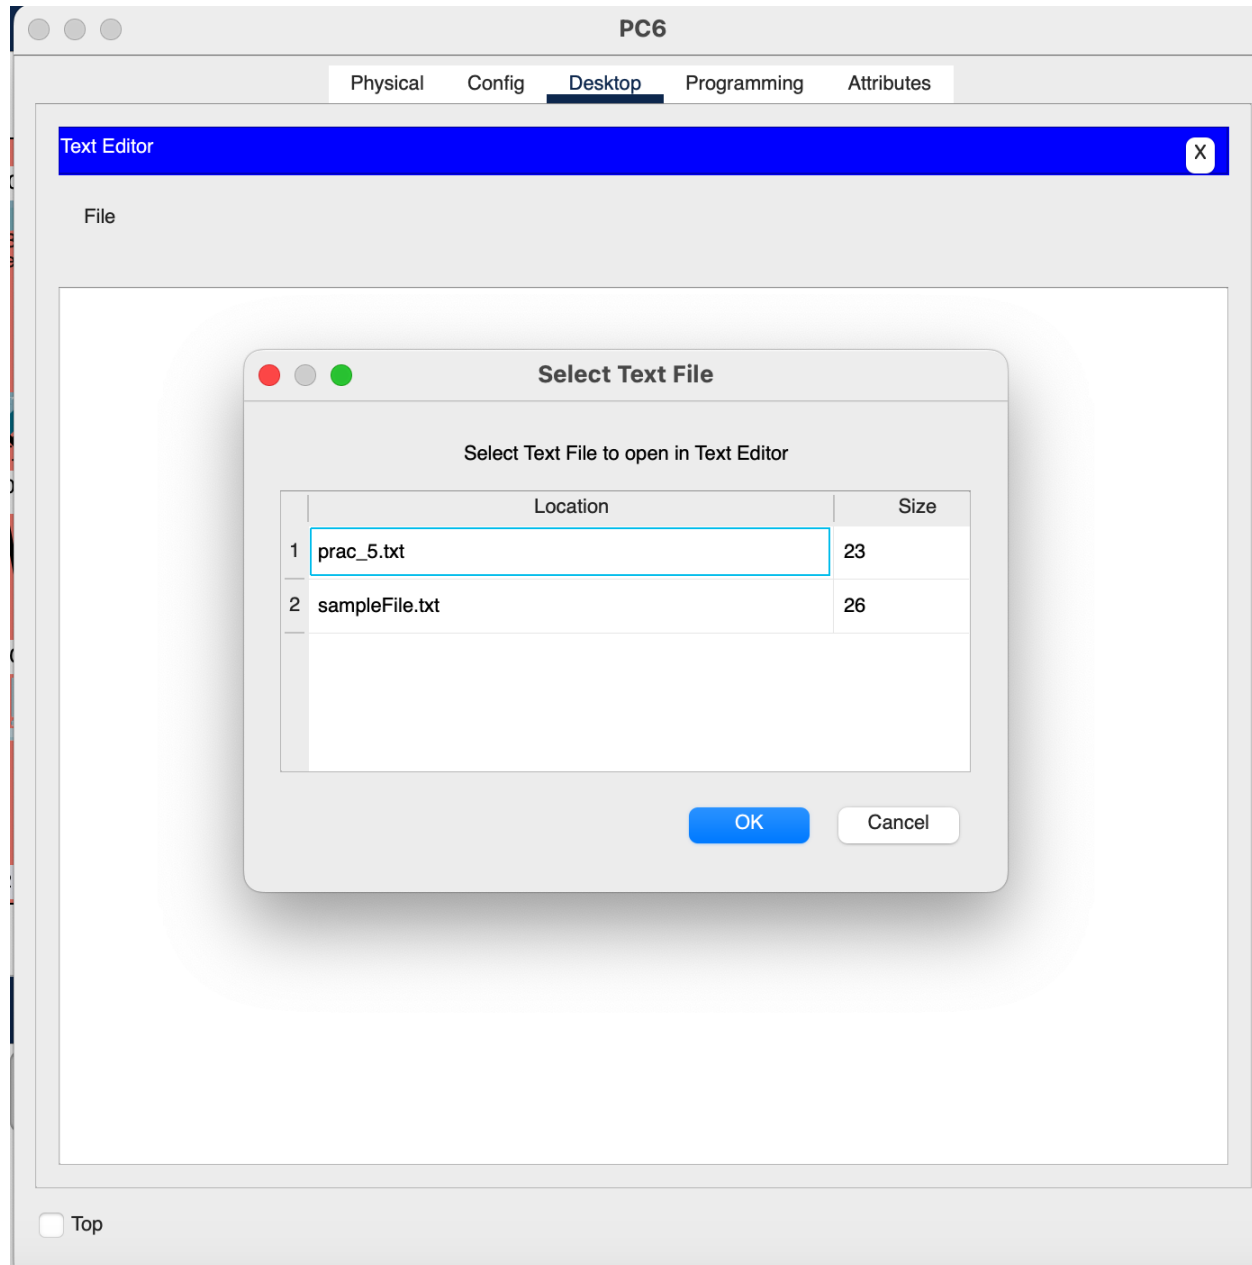 PC6
Physical Config Desktop Programming Attributes
Text Editor X
File
Select Text File
Select Text File to open in Text Editor
Location Size
1 prac_5.txt 23
2 sampleFile.txt 26
OK Cancel
Top